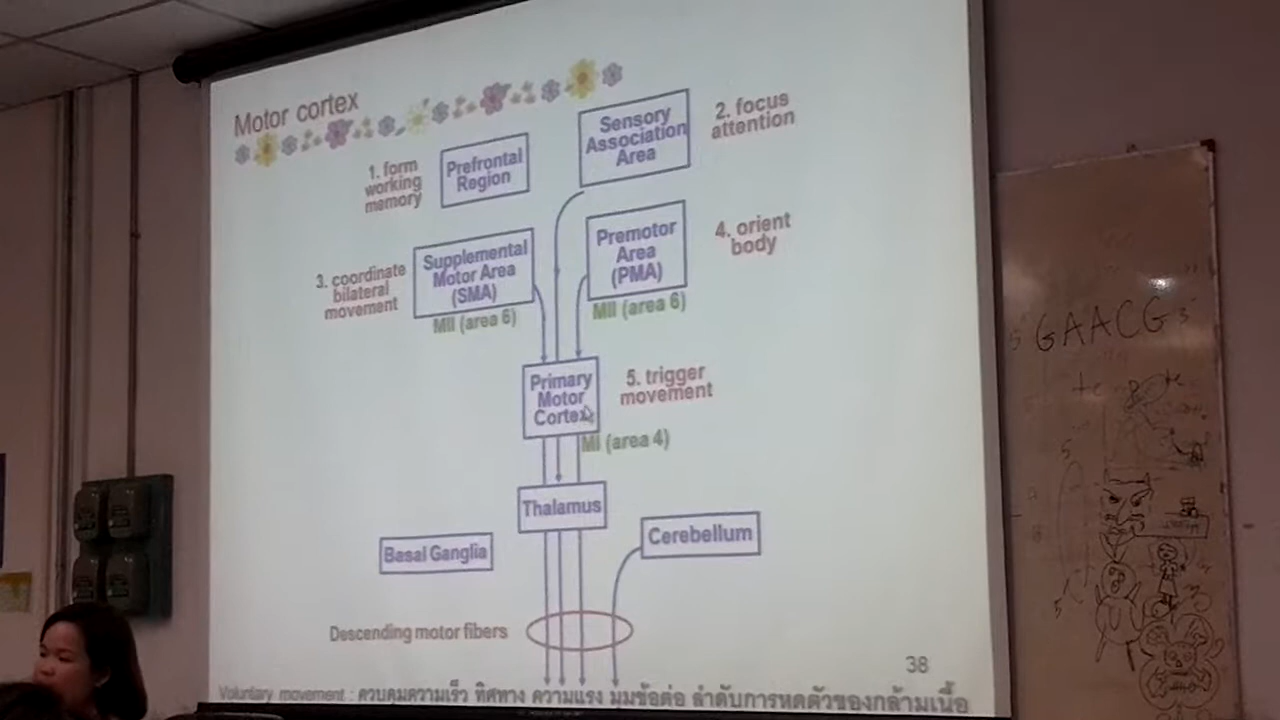 Motor cortex
1. form
working
memory
Prefrontal
Region
Sensory
Association
Area
2. focus
attention
3. coordinate
bilateral
movement
Supplemental
Motor Area
(SMA)
MII (area 6)
Premotor
Area
(PMA)
MII (area 6)
4. orient
body
Primary
Motor
Cortex
5. trigger
movement
MI (area 4)
Thalamus
Basal Ganglia
Cerebellum
Descending motor fibers
38
Voluntary movement : ควบคุมความเร็ว ทิศทาง ความแรง มุมข้อต่อ ลำดับการหดตัวของกล้ามเนื้อ
5' GAACG 3'